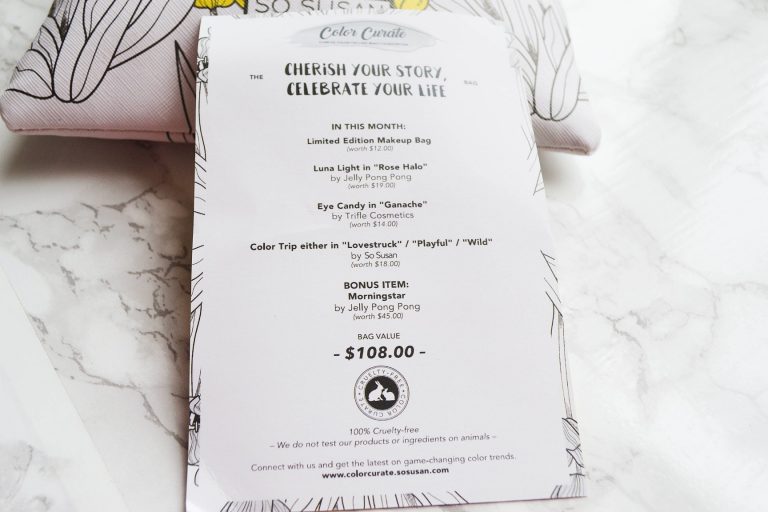 SO SUSAN
Color Curate
THE
CHERISH YOUR STORY,
CELEBRATE YOUR LIFE
BAG
IN THIS MONTH:
Limited Edition Makeup Bag
(worth $12.00)
Luna Light in "Rose Halo"
by Jelly Pong Pong
(worth $19.00)
Eye Candy in "Ganache"
by Trifle Cosmetics
(worth $14.00)
Color Trip either in "Lovestruck" / "Playful" / "Wild"
by So Susan
(worth $18.00)
BONUS ITEM:
Morningstar
by Jelly Pong Pong
(worth $45.00)
BAG VALUE
– $108.00 –
CRUELTY-FREE
COLOR CURATE
100% Cruelty-free
– We do not test our products or ingredients on animals –
Connect with us and get the latest on game-changing color trends.
www.colorcurate.sosusan.com